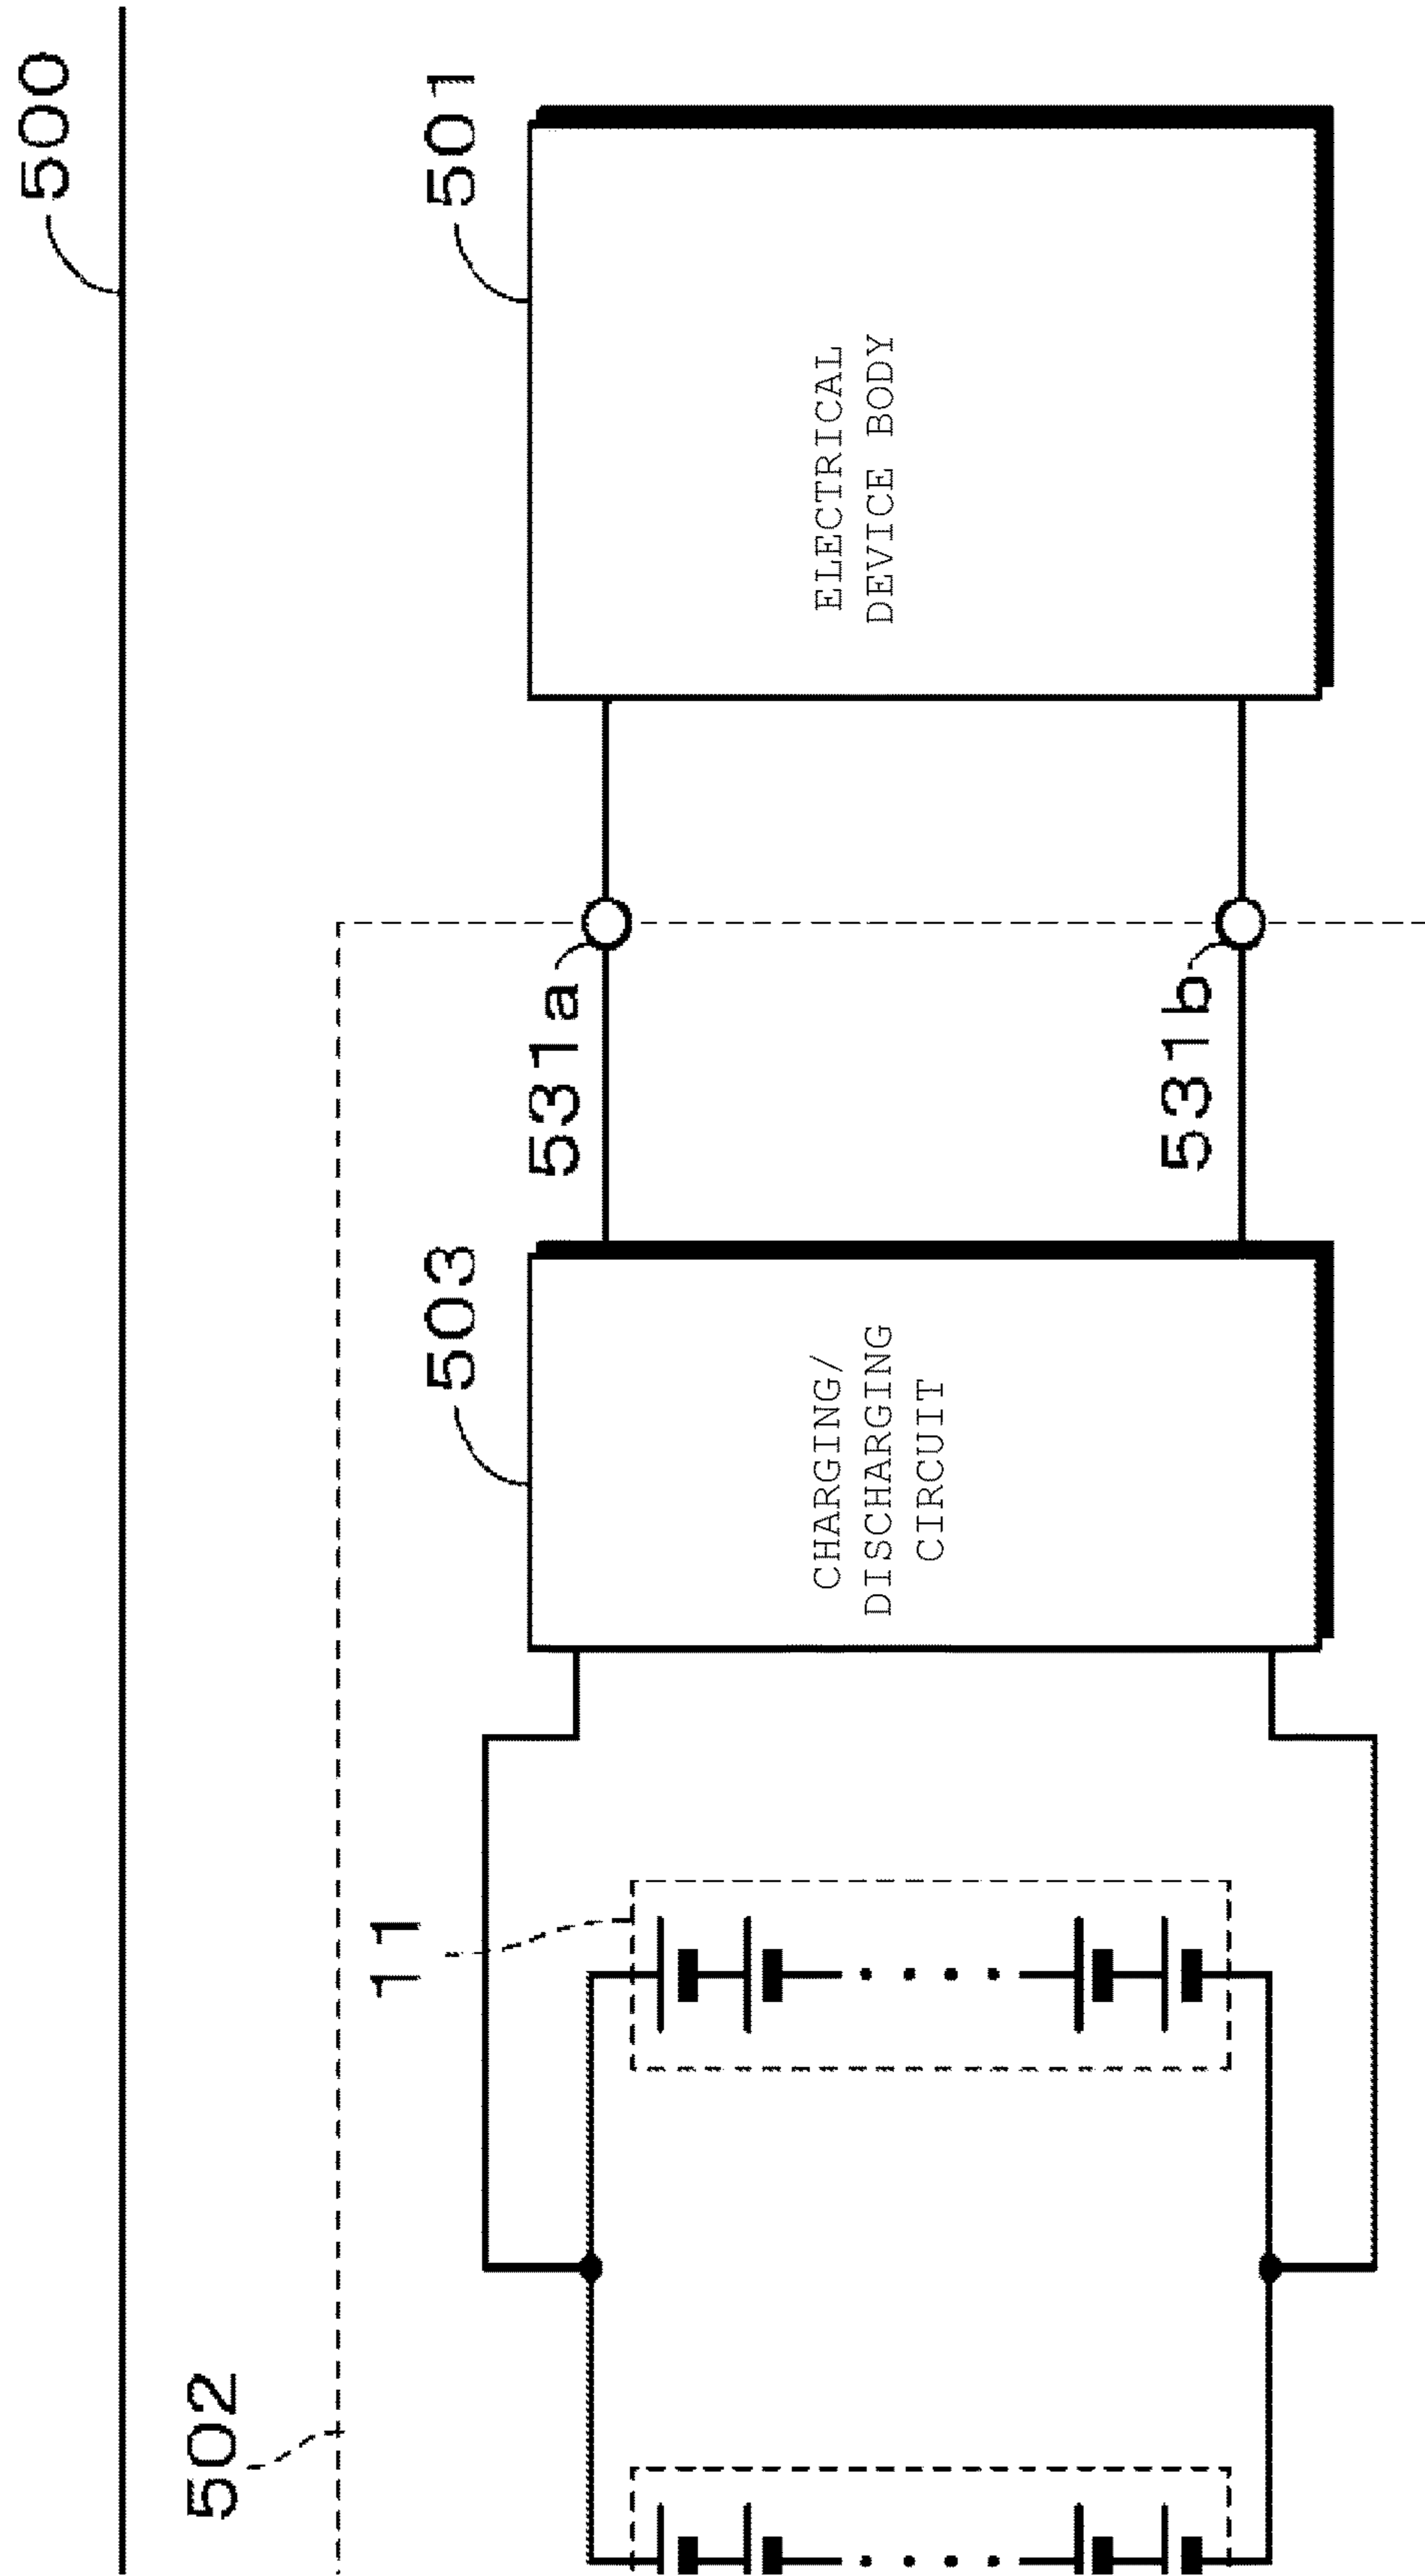 500
502
11
503
CHARGING/
DISCHARGING
CIRCUIT
531a
531b
501
ELECTRICAL
DEVICE BODY